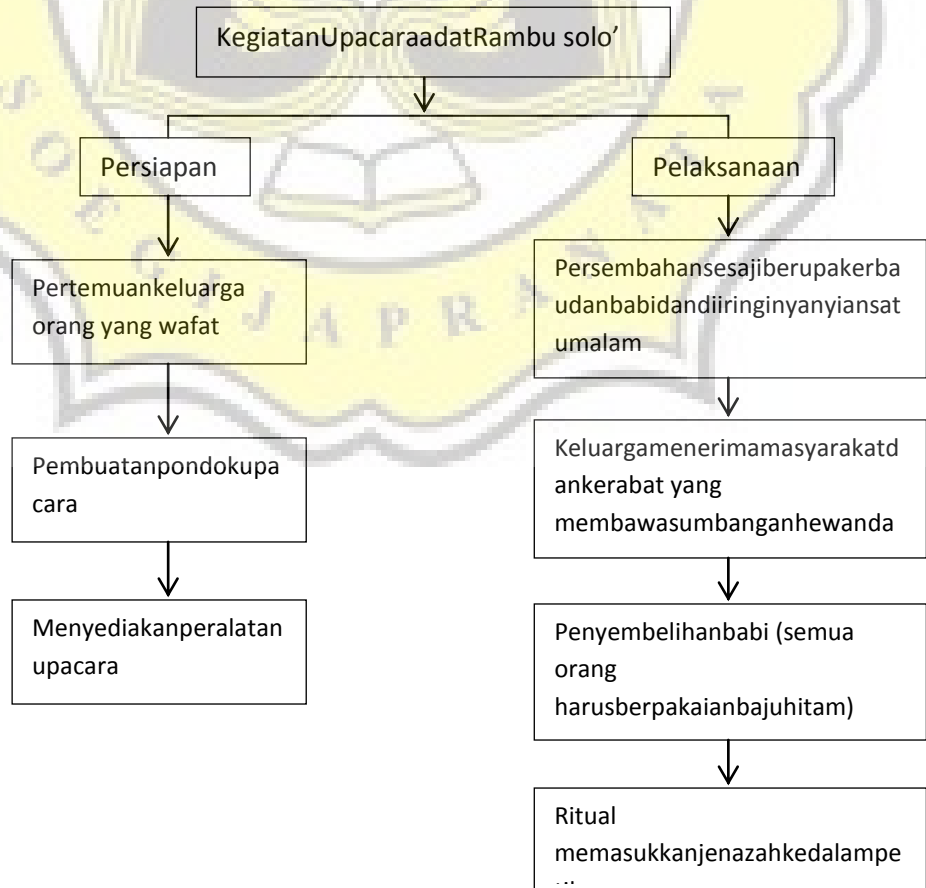 KegiatanUpacaraadatRambu solo’
Persiapan
Pelaksanaan
Pertemuankeluarga
orang yang wafat
Pembuatanpondokupa
cara
Menyediakanperalatan
upacara
Persembahansesajiberupakerba
udanbabidandiiringinyanyiansat
umalam
Keluargamenerimamasyarakatd
ankerabat yang
membawasumbanganhewanda
Penyembelihanbabi (semua
orang
harusberpakaianbajuhitam)
Ritual
memasukkanjenazahkedalampe
SOEGIJAPRANATA